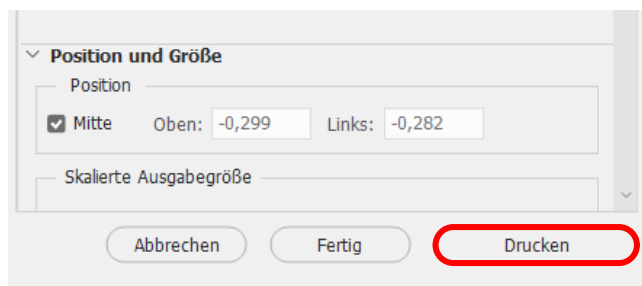 Position und Größe
Position
Mitte Oben: -0,299 Links: -0,282
Skalierte Ausgabegröße
Abbrechen Fertig Drucken